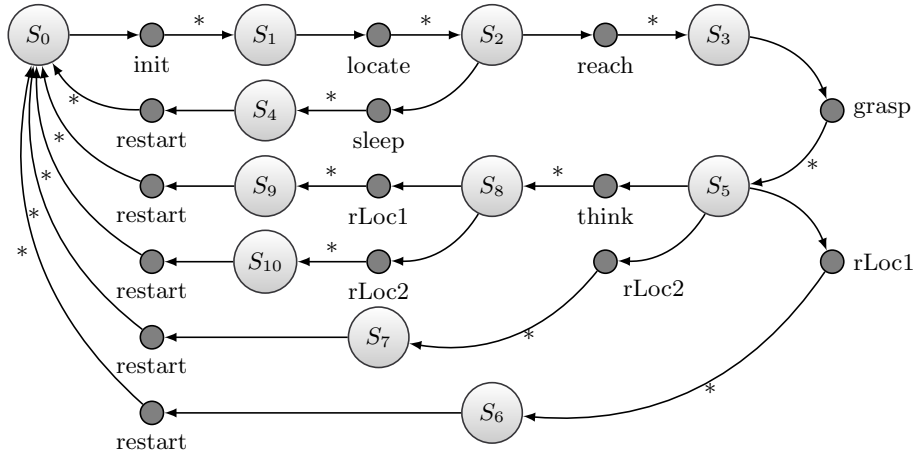 S0 * S1 * S2 * S3
init locate reach
* S4 * grasp
restart sleep
* S9 * S8 * S5 *
restart rLoc1 think
* S10 * rLoc1
restart rLoc2 rLoc2
* S7 *
restart
* S6 *
restart